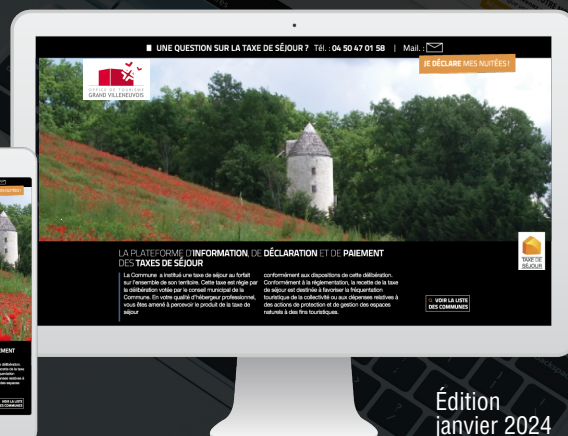 UNE QUESTION SUR LA TAXE DE SÉJOUR ? Tél. : 04 50 47 01 58 | Mail. :
JE DÉCLARE MES NUITÉES !
OFFICE DE TOURISME
GRAND VILLENEUVOIS
LA PLATEFORME D'INFORMATION, DE DÉCLARATION ET DE PAIEMENT
DES TAXES DE SÉJOUR
La Commune a institué une taxe de séjour au forfait
sur l'ensemble de son territoire. Cette taxe est régie par
la délibération votée par le conseil municipal de la
Commune. En votre qualité d'hébergeur professionnel,
vous êtes amené à percevoir le produit de la taxe de
séjour
conformément aux dispositions de cette délibération.
Conformément à la réglementation, la recette de la taxe
de séjour est destinée à favoriser la fréquentation
touristique de la collectivité ou aux dépenses relatives à
des actions de protection et de gestion des espaces
naturels à des fins touristiques.
TAXE DE
SÉJOUR
VOIR LA LISTE
DES COMMUNES
Édition
janvier 2024